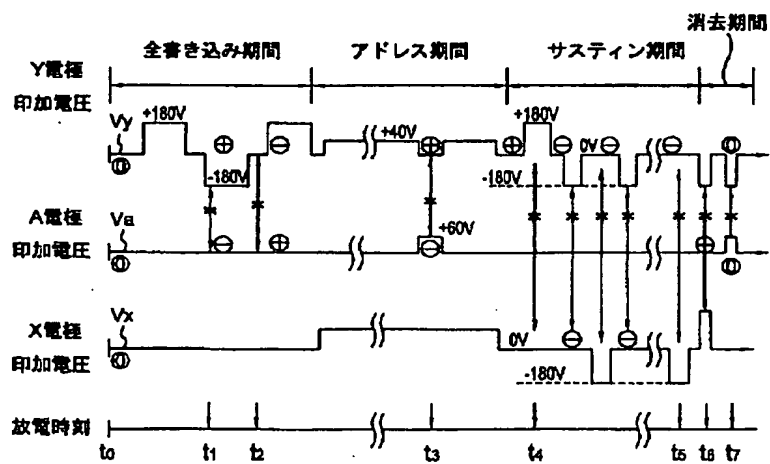 消去期間
全書き込み期間 アドレス期間 サスティン期間
Y電極
印加電圧
+180V +180V
Vy +40V 0V
⊕ ⊖ ⊕ ⊕ ⊖ ⊖ ⊖
-180V -180V
A電極
印加電圧
Va +60V
⊖ ⊕ ⊖ ⊕
X電極
印加電圧
Vx 0V
⊖ ⊖
-180V
放電時刻
t0 t1 t2 t3 t4 t5 t6 t7